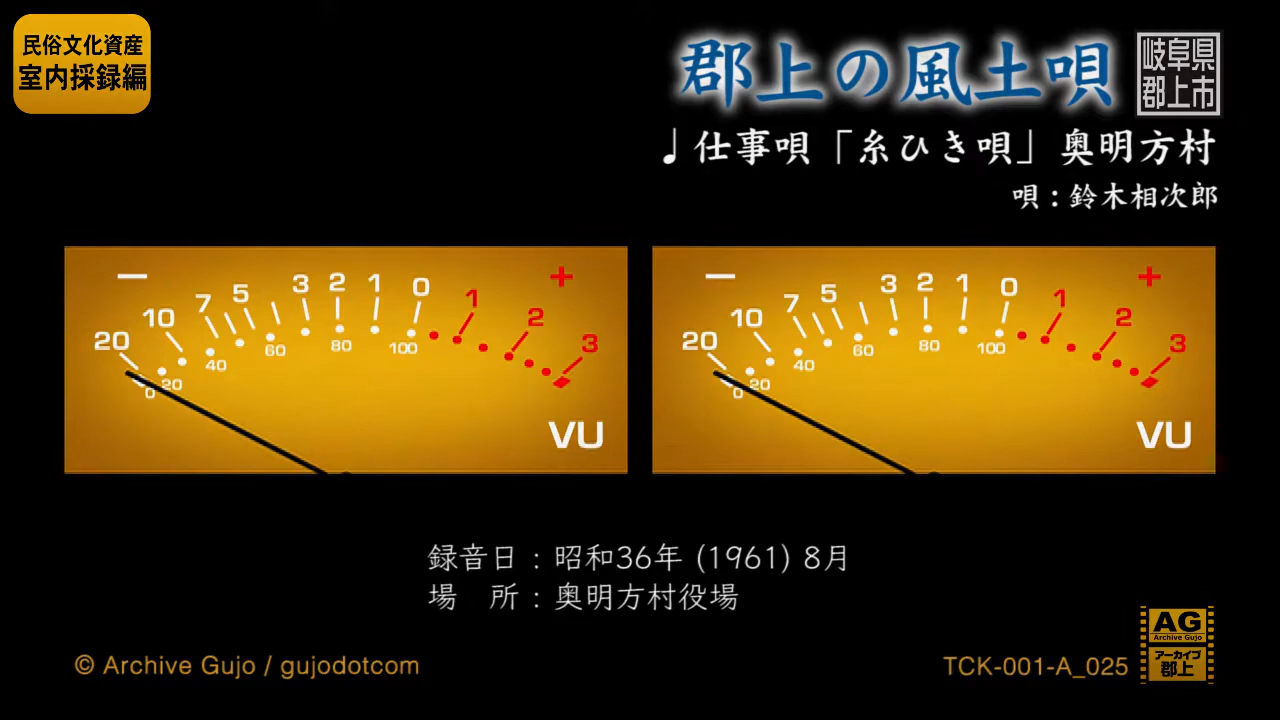 民俗文化資産
室内採録編
郡上の風土唄
岐阜県
郡上市
♩仕事唄「糸ひき唄」奥明方村
唄：鈴木相次郎
− 20 10 7 5 3 2 1 0 1 2 3 +
0 20 40 60 80 100
VU
− 20 10 7 5 3 2 1 0 1 2 3 +
0 20 40 60 80 100
VU
録音日：昭和36年 (1961) 8月
場　所：奥明方村役場
© Archive Gujo / gujodotcom
TCK-001-A_025
AG
Archive Gujo
アーカイブ
郡上